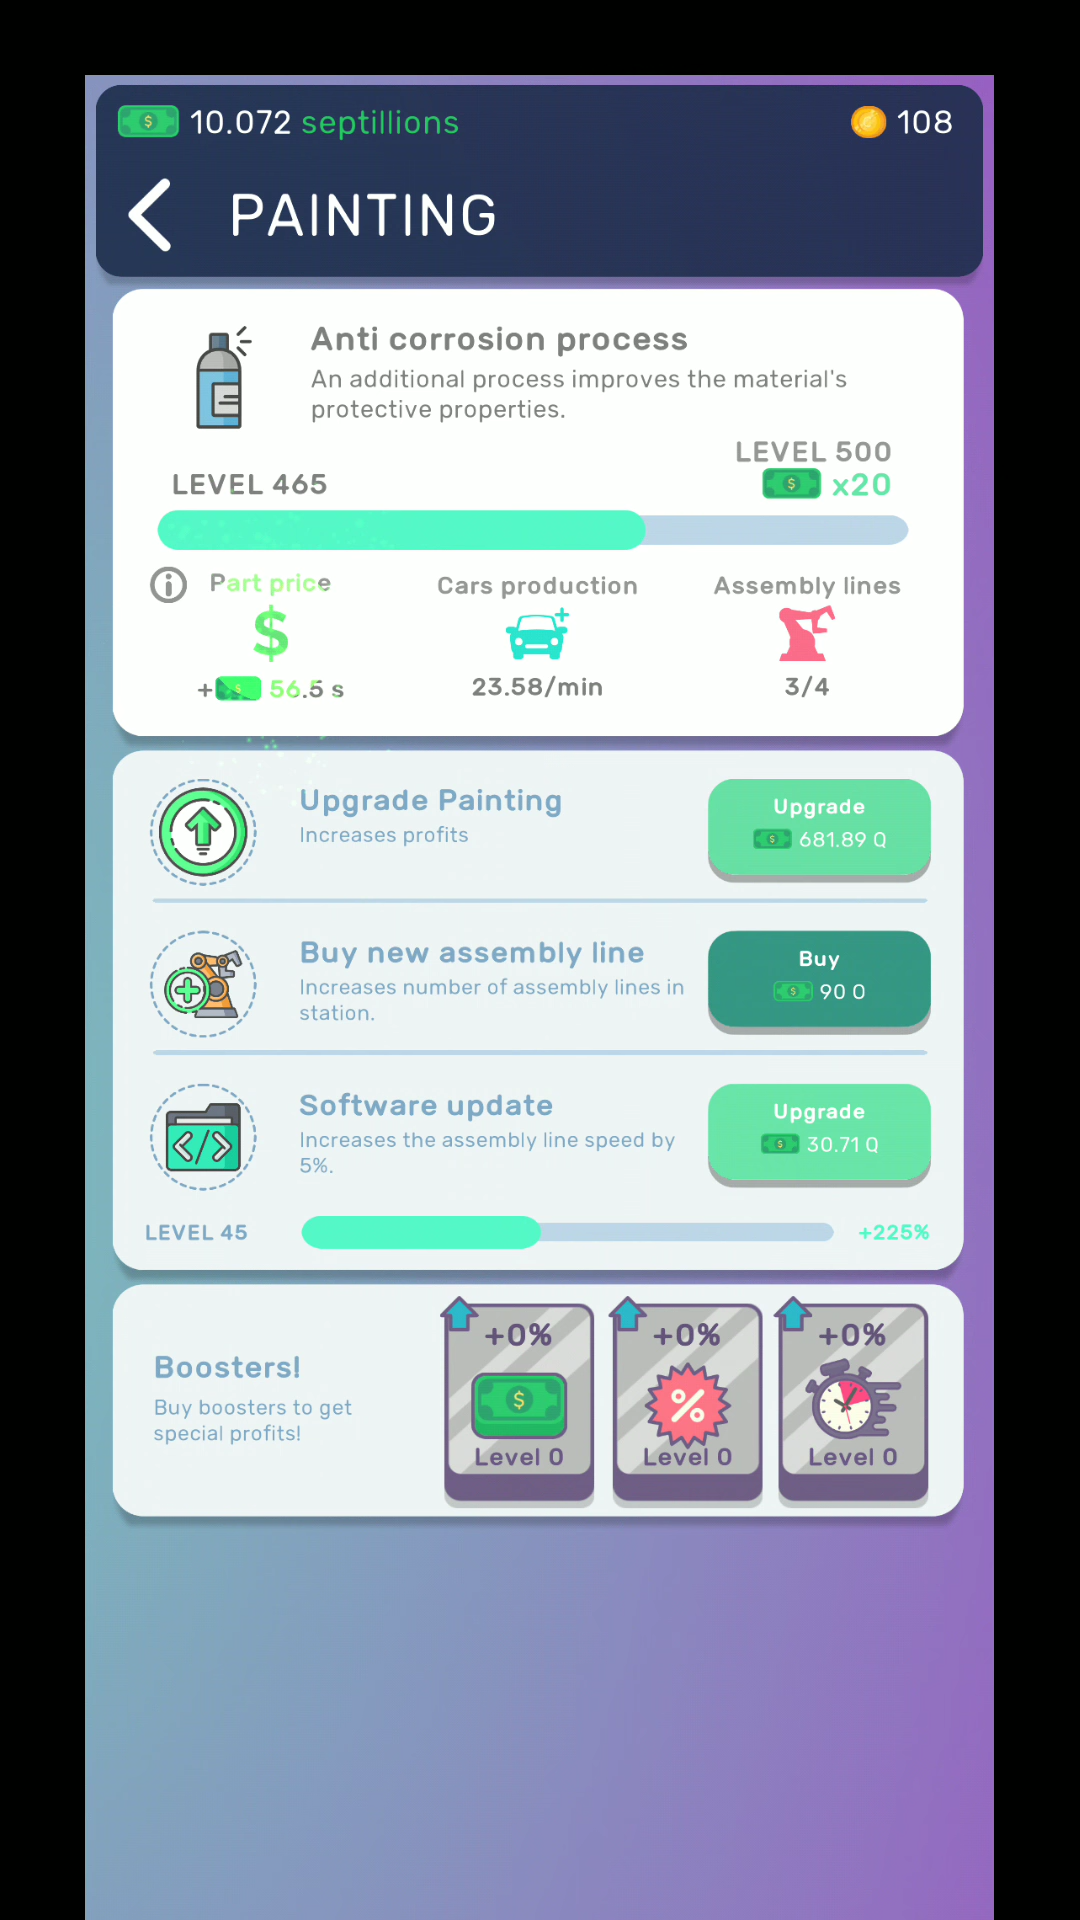 10.072 septillions
108
PAINTING
Anti corrosion process
An additional process improves the material's
protective properties.
LEVEL 500
LEVEL 465
x20
Part price
Cars production
Assembly lines
$
+ $ 56.5 s
23.58/min
3/4
Upgrade Painting
Increases profits
Upgrade
681.89 Q
Buy new assembly line
Increases number of assembly lines in
station.
Buy
90 O
Software update
Increases the assembly line speed by
5%.
Upgrade
30.71 Q
LEVEL 45
+225%
Boosters!
Buy boosters to get
special profits!
+0%
Level 0
+0%
%
Level 0
+0%
Level 0